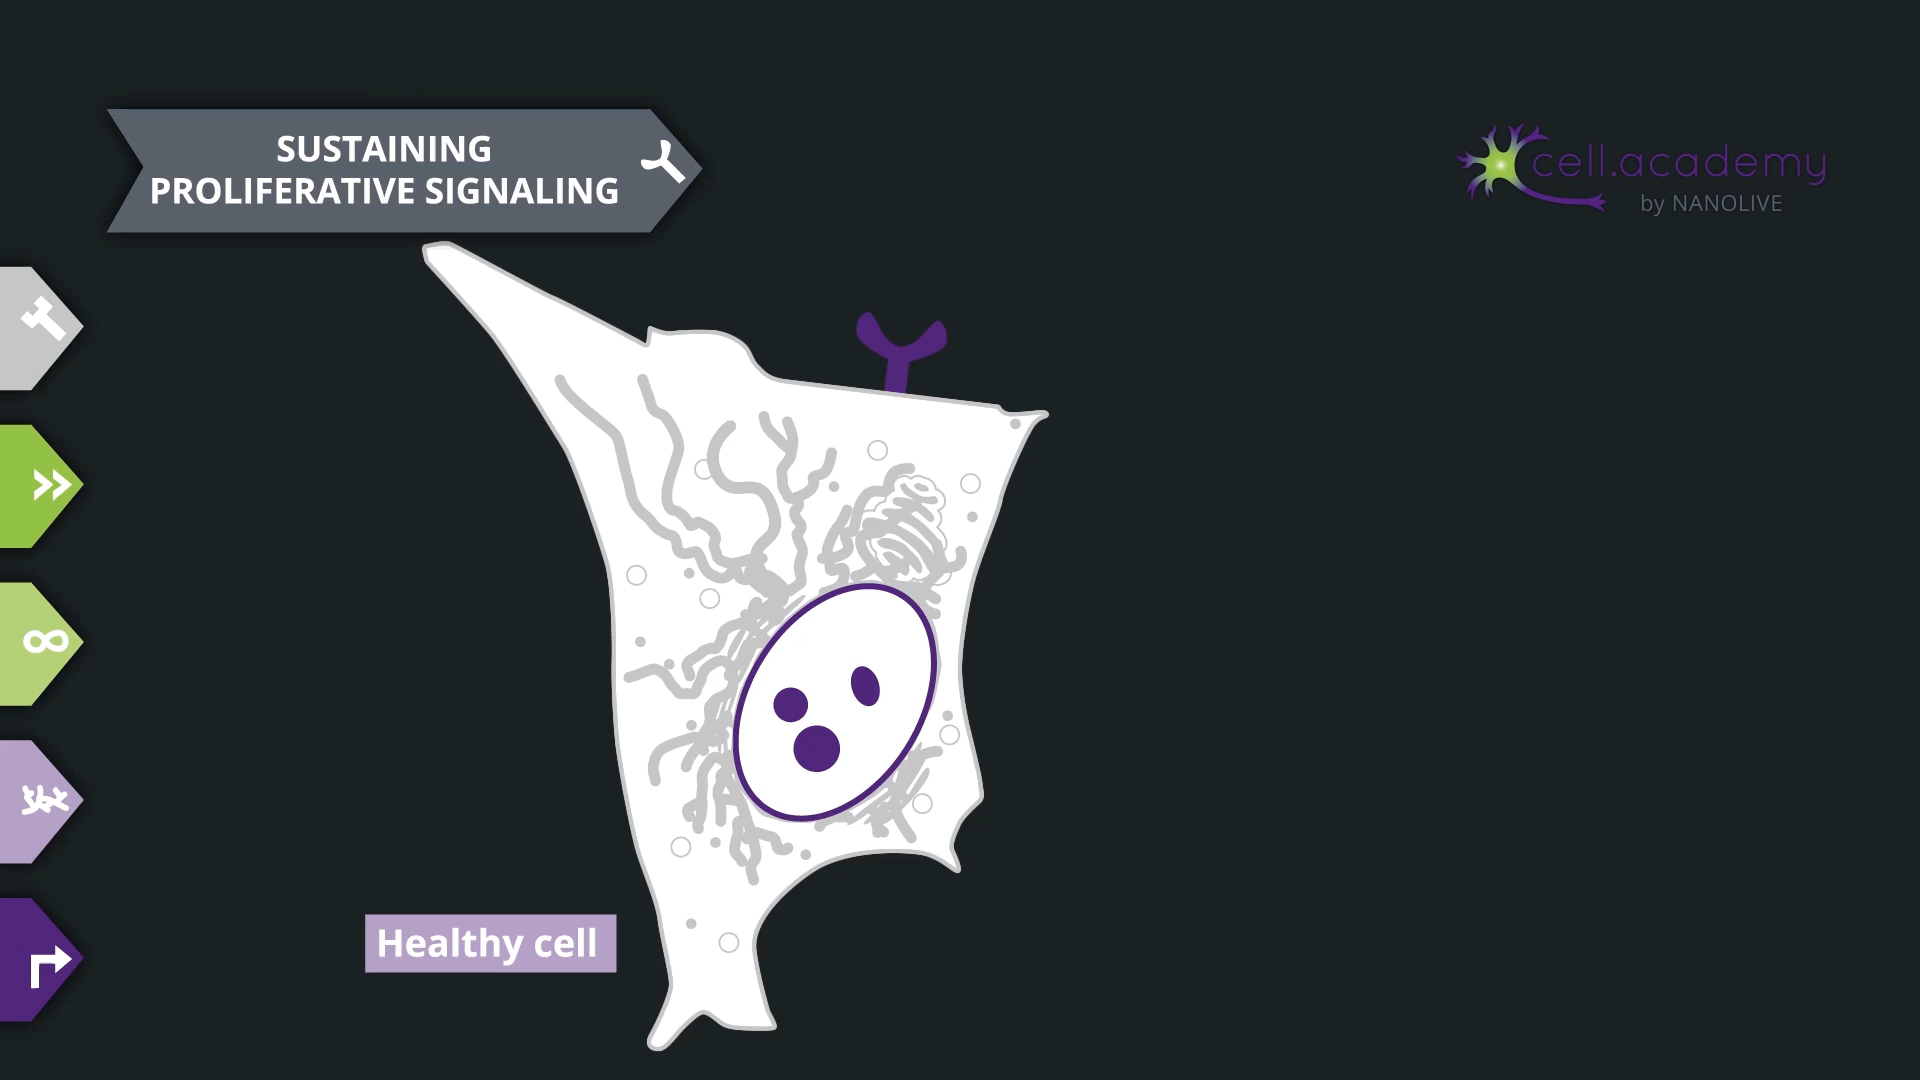 SUSTAINING
PROLIFERATIVE SIGNALING
cell.academy
by NANOLIVE
Healthy cell